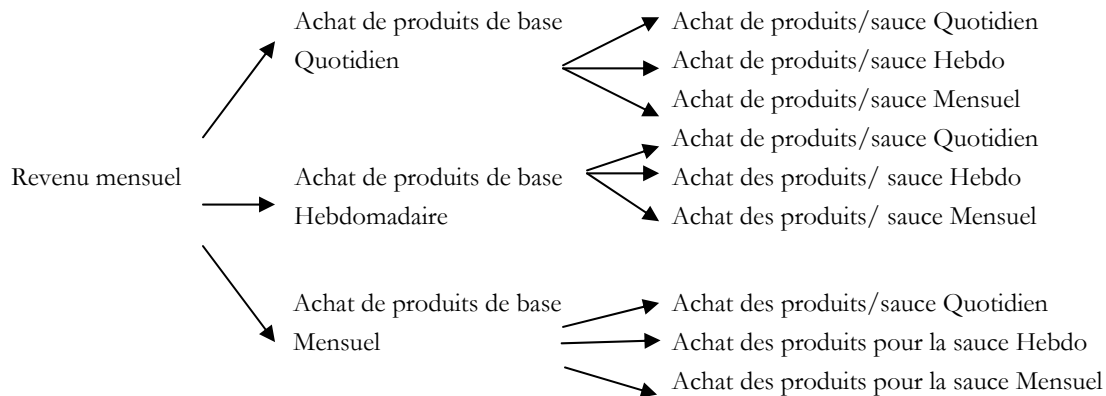 Achat de produits de base
Quotidien
Achat de produits/sauce Quotidien
Achat de produits/sauce Hebdo
Achat de produits/sauce Mensuel
Revenu mensuel
Achat de produits de base
Hebdomadaire
Achat de produits/sauce Quotidien
Achat des produits/ sauce Hebdo
Achat des produits/ sauce Mensuel
Achat de produits de base
Mensuel
Achat des produits/sauce Quotidien
Achat des produits pour la sauce Hebdo
Achat des produits pour la sauce Mensuel